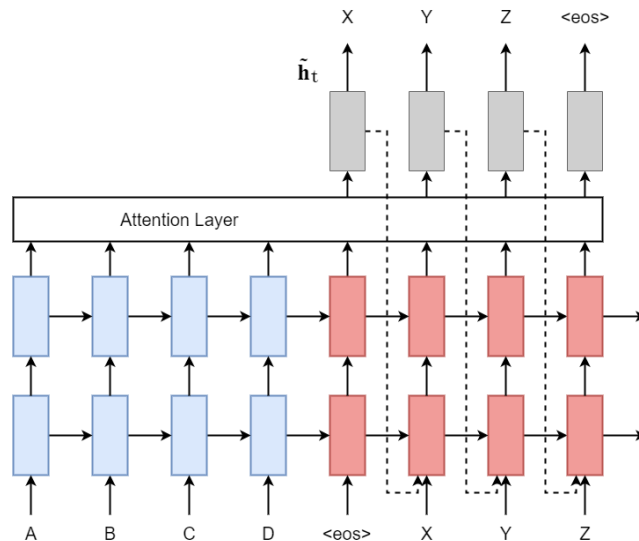 X Y Z <eos>
h̃t
Attention Layer
A B C D <eos> X Y Z